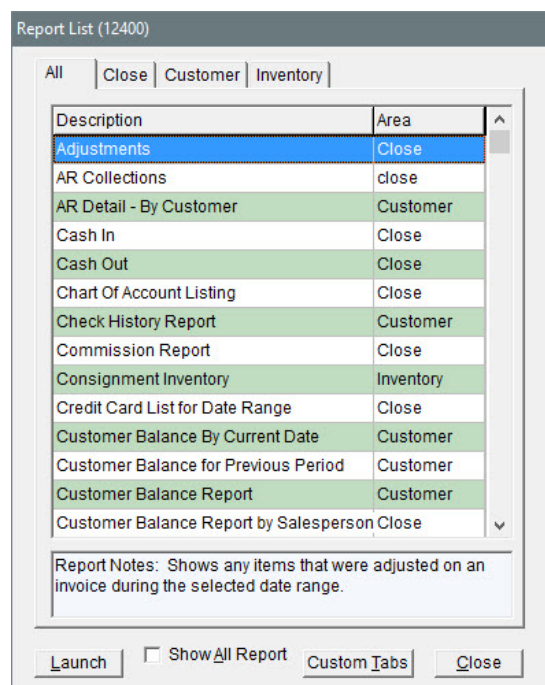 Report List (12400)
All Close Customer Inventory
Description Area
Adjustments Close
AR Collections close
AR Detail - By Customer Customer
Cash In Close
Cash Out Close
Chart Of Account Listing Close
Check History Report Customer
Commission Report Close
Consignment Inventory Inventory
Credit Card List for Date Range Close
Customer Balance By Current Date Customer
Customer Balance for Previous Period Customer
Customer Balance Report Customer
Customer Balance Report by Salesperson Close
Report Notes: Shows any items that were adjusted on an
invoice during the selected date range.
Launch Show All Report Custom Tabs Close